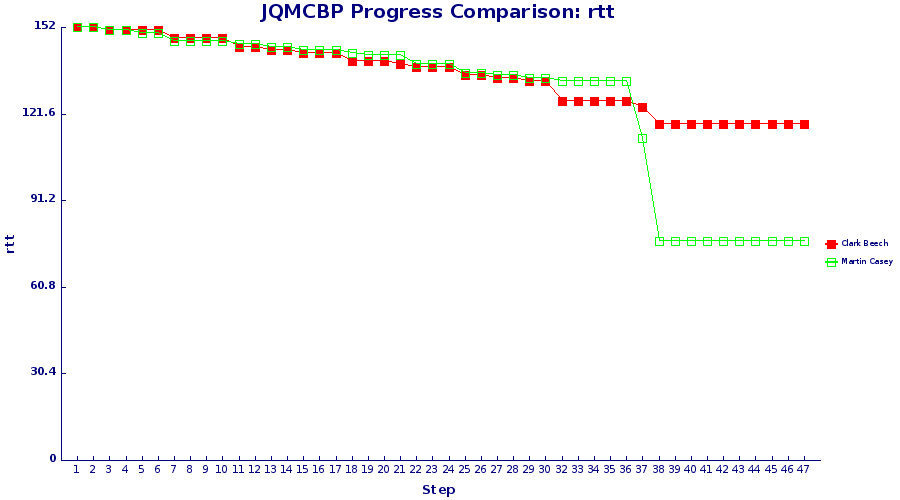 JQMCBP Progress Comparison: rtt
152
121.6
91.2
60.8
30.4
0
rtt
1 2 3 4 5 6 7 8 9 10 11 12 13 14 15 16 17 18 19 20 21 22 23 24 25 26 27 28 29 30 32 33 34 35 36 37 38 39 40 41 42 43 44 45 46 47
Step
Clark Beech
Martin Casey